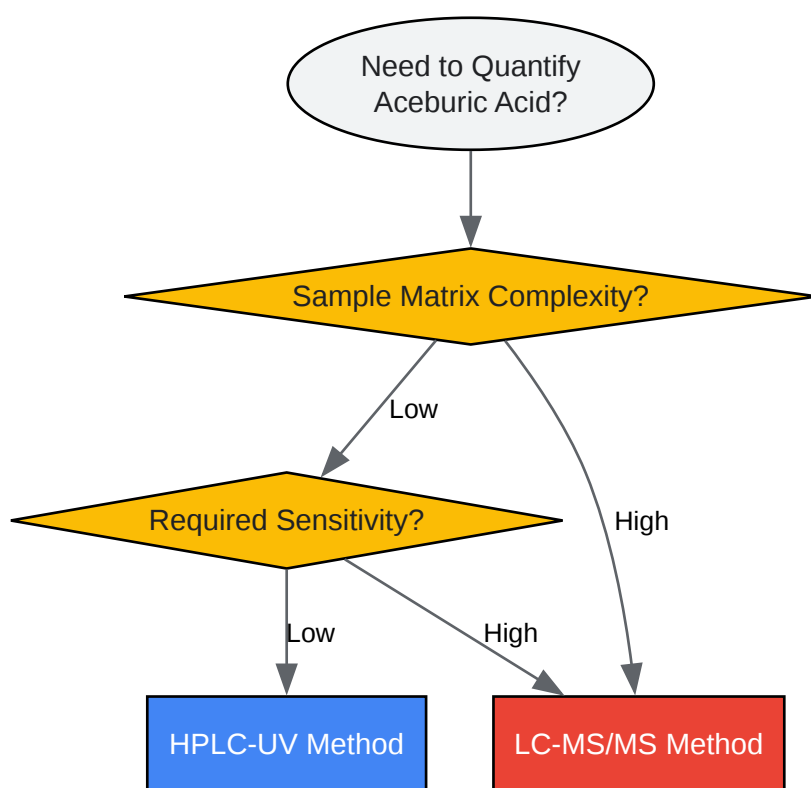 Need to Quantify
Aceburic Acid?
Sample Matrix Complexity?
Low
Required Sensitivity?
High
Low
High
HPLC-UV Method
LC-MS/MS Method